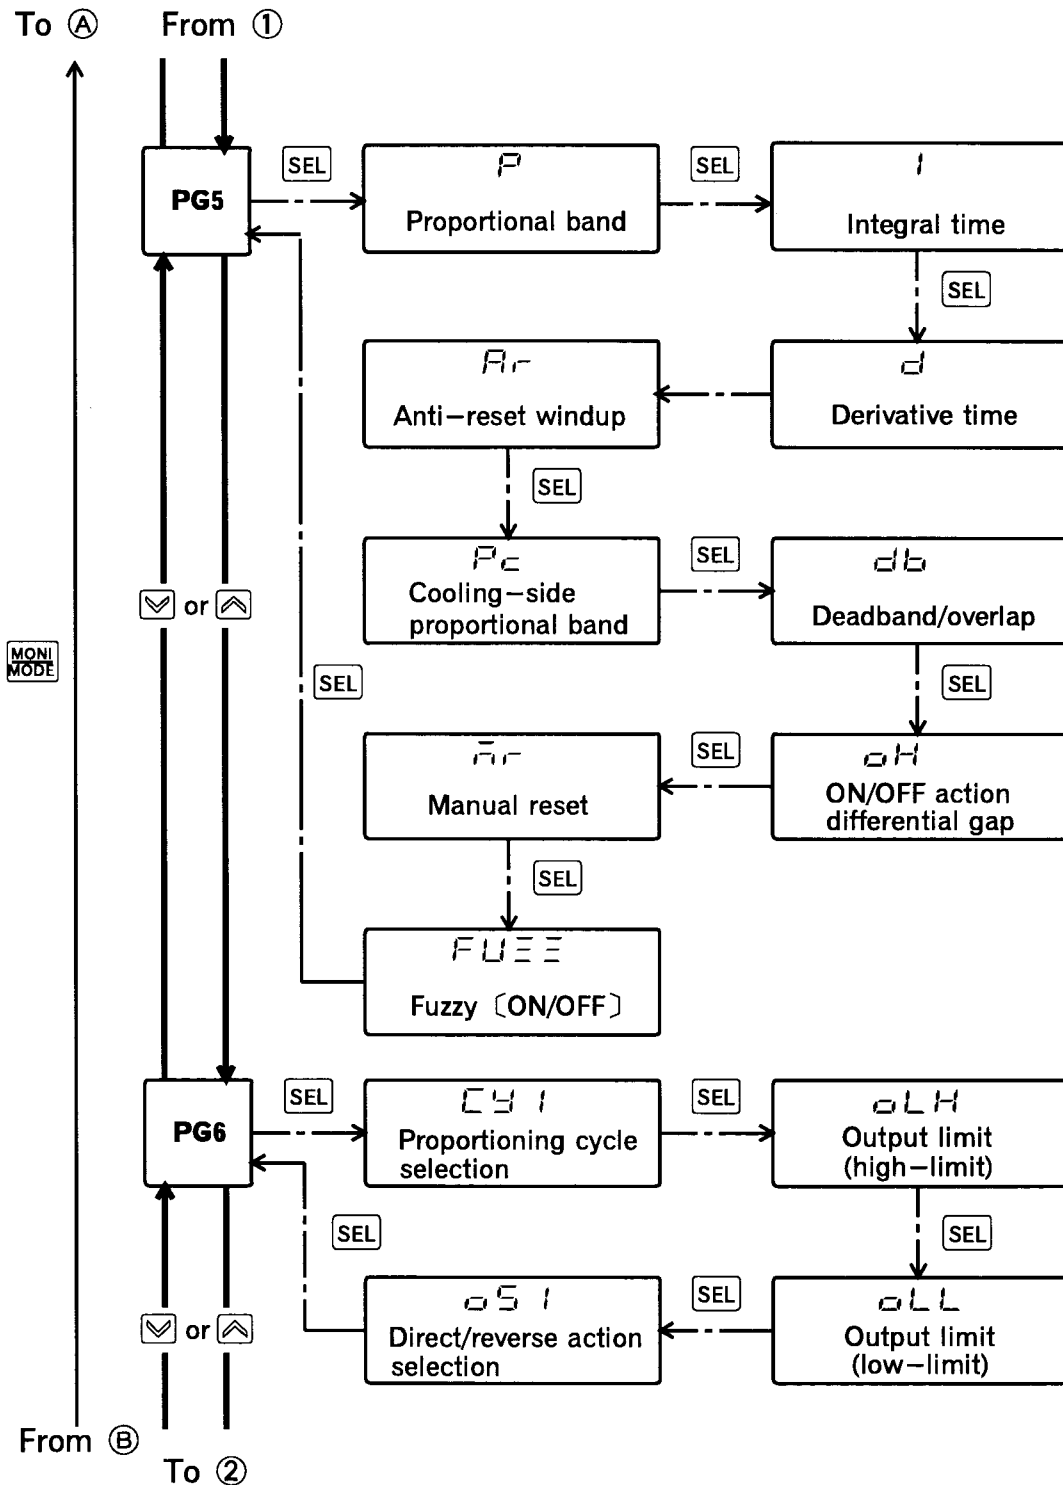 To Ⓐ From ①
PG5
SEL
P
Proportional band
SEL
I
Integral time
SEL
d
Derivative time
Ar
Anti-reset windup
SEL
Pc
Cooling-side
proportional band
SEL
db
Deadband/overlap
SEL
oH
ON/OFF action
differential gap
SEL
Mr
Manual reset
SEL
FUZZ
Fuzzy〔ON/OFF〕
SEL
or
MONI
MODE
PG6
SEL
CY1
Proportioning cycle
selection
SEL
oLH
Output limit
(high-limit)
SEL
oLL
Output limit
(low-limit)
SEL
oS1
Direct/reverse action
selection
SEL
or
From Ⓑ
To ②